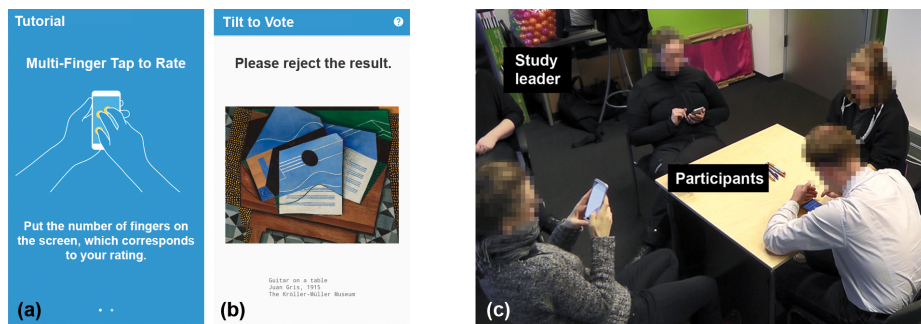 Tutorial
Multi-Finger Tap to Rate
Put the number of fingers on
the screen, which corresponds
to your rating.
(a)
Tilt to Vote
?
Please reject the result.
Guitar on a table
Juan Gris, 1915
The Kröller-Müller Museum
(b)
Study
leader
Participants
(c)